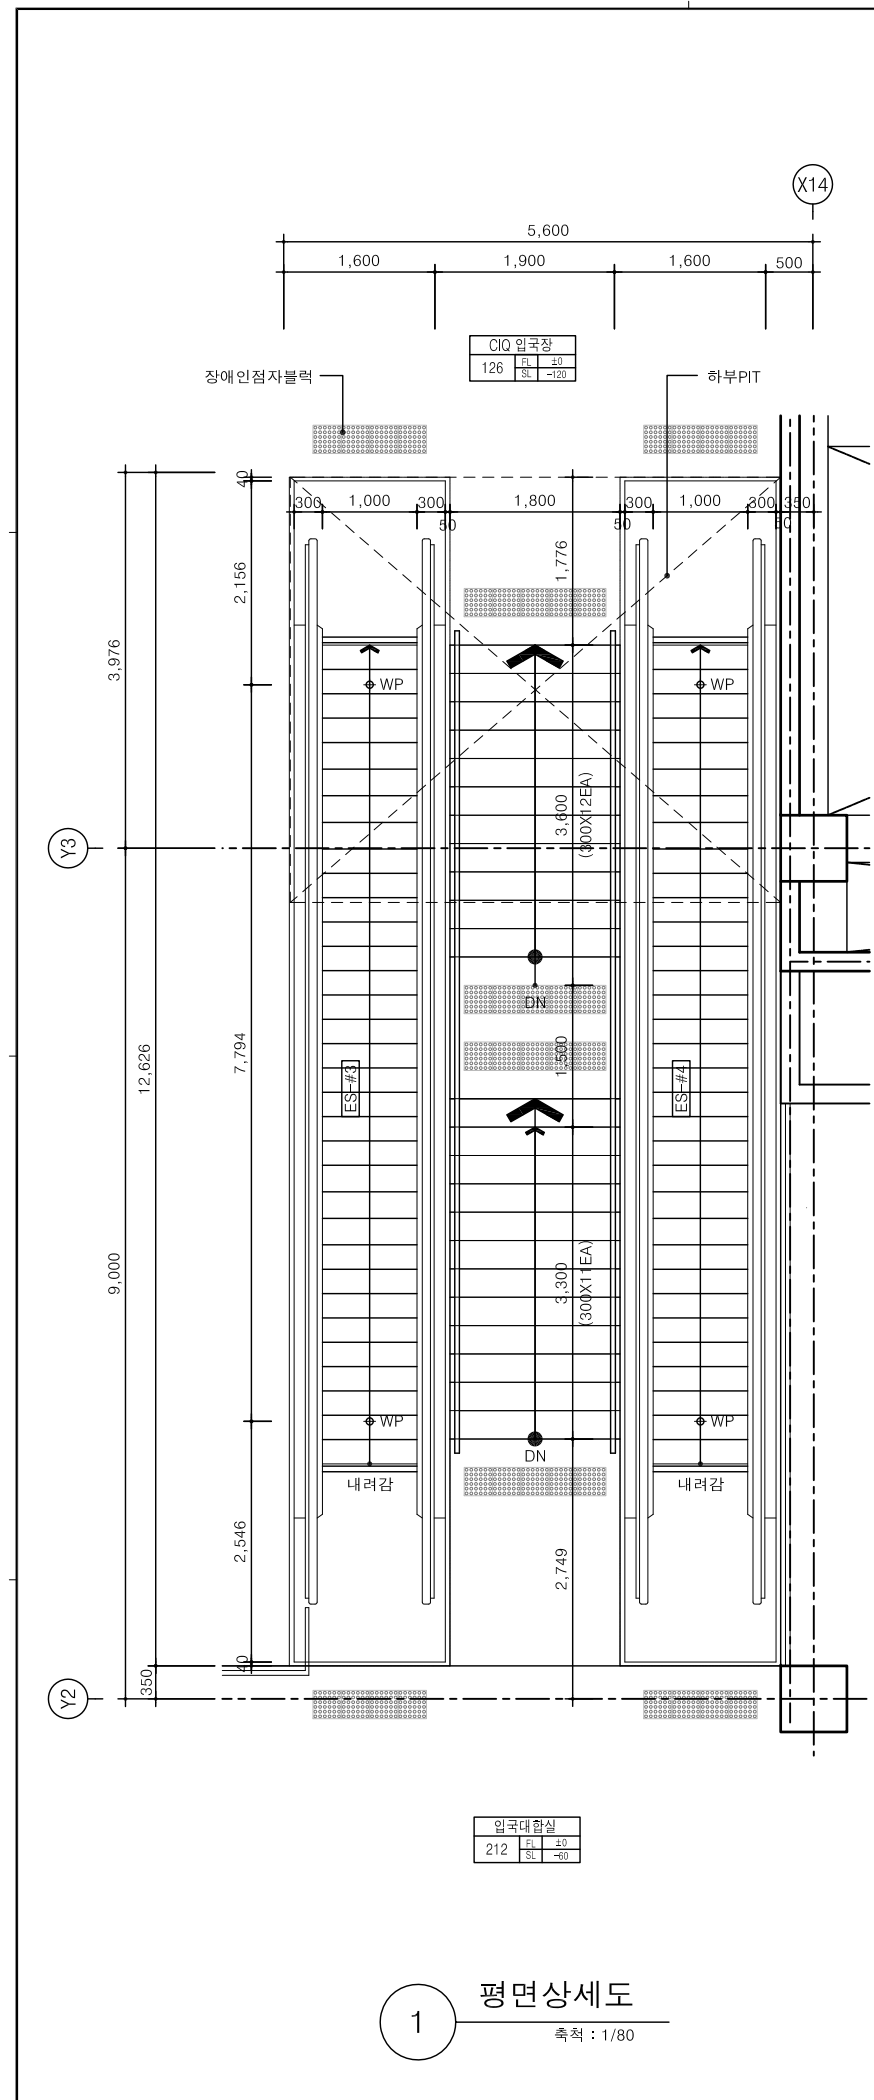 X14
5,600
1,600 1,900 1,600 500
CIQ 입국장
126 FL ±0
SL -120
장애인점자블럭
하부PIT
40
300 1,000 300 50 1,800 50 300 1,000 300 50 350
1,776
2,156
3,976
WP
WP
3,600
(300X12EA)
Y3
DN
1,500
12,626
7,794
ES-#3
ES-#4
9,000
3,300
(300X11EA)
WP
WP
DN
내려감
내려감
2,546
2,749
40
350
Y2
입국대합실
212 FL ±0
SL -60
1
평면상세도
축척 : 1/80